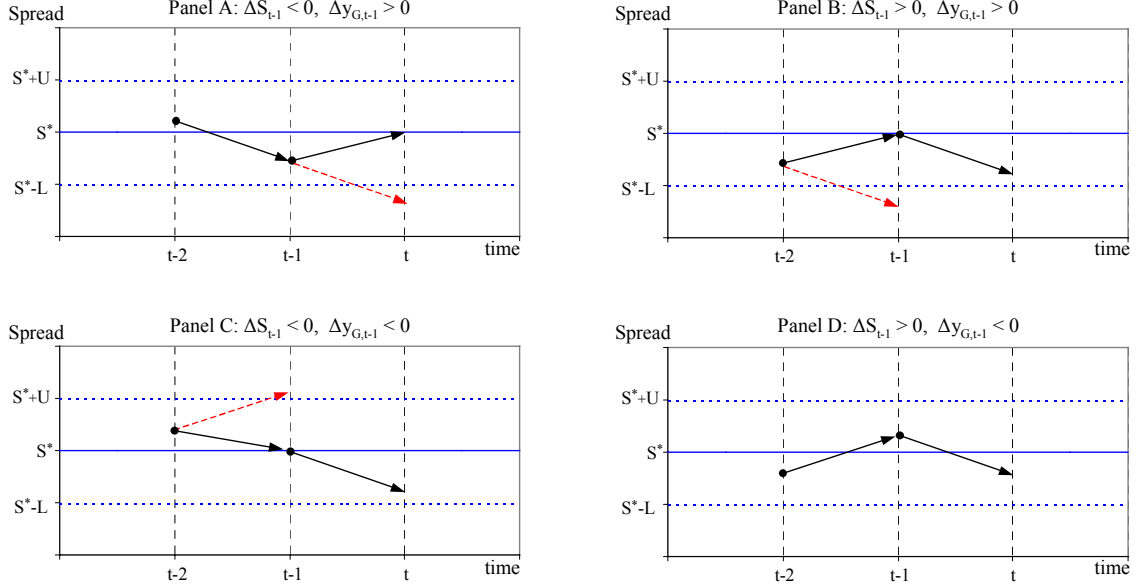 Spread Panel A: ΔS_{t-1} < 0, Δy_{G,t-1} > 0
S*+U
S*
S*-L
t-2 t-1 t time
Spread Panel B: ΔS_{t-1} > 0, Δy_{G,t-1} > 0
S*+U
S*
S*-L
t-2 t-1 t time
Spread Panel C: ΔS_{t-1} < 0, Δy_{G,t-1} < 0
S*+U
S*
S*-L
t-2 t-1 t time
Spread Panel D: ΔS_{t-1} > 0, Δy_{G,t-1} < 0
S*+U
S*
S*-L
t-2 t-1 t time